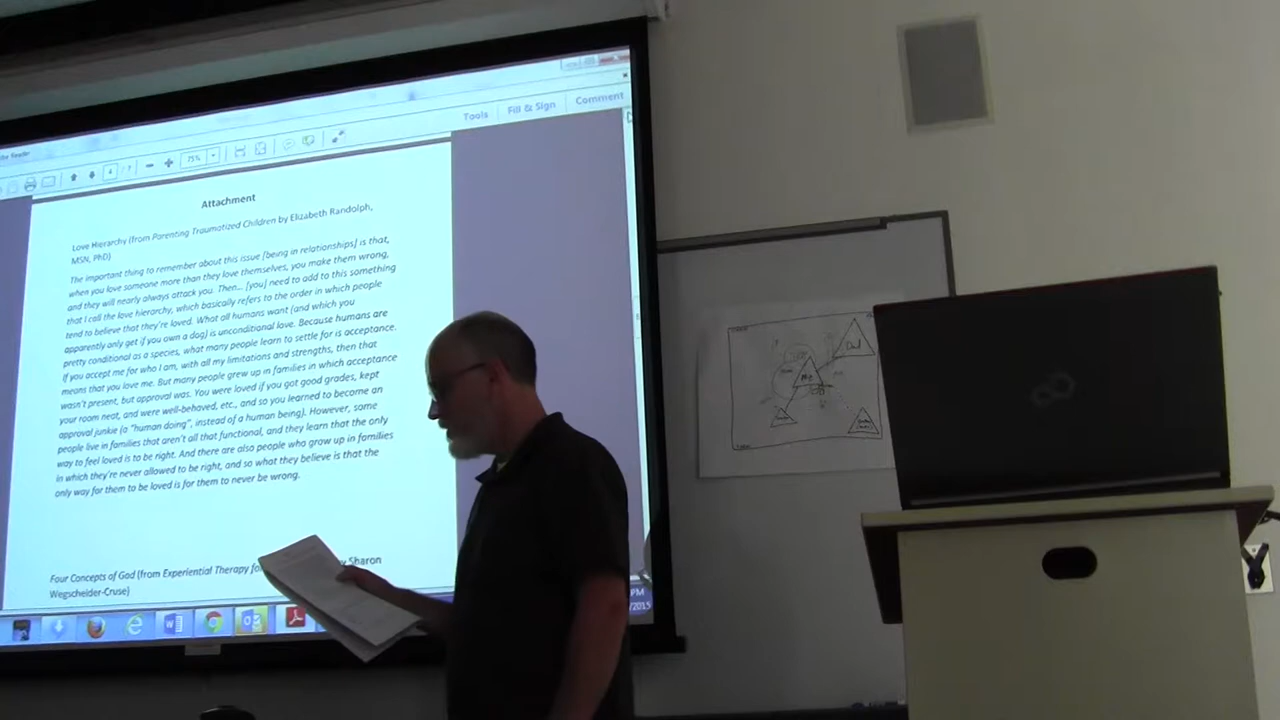 Tools Fill & Sign Comment
75%
Attachment
Love Hierarchy (from Parenting Traumatized Children by Elizabeth Randolph,
MSN, PhD)
The important thing to remember about this issue [being in relationships] is that,
when you love someone more than they love themselves, you make them wrong,
and they will nearly always attack you. Then... [you] need to add to this something
that I call the love hierarchy, which basically refers to the order in which people
tend to believe that they're loved. What all humans want (and which you
apparently only get if you own a dog) is unconditional love. Because humans are
pretty conditional as a species, what many people learn to settle for is acceptance.
If you accept me for who I am, with all my limitations and strengths, then that
means that you love me. But many people grew up in families in which acceptance
wasn't present, but approval was. You were loved if you got good grades, kept
your room neat, and were well-behaved, etc., and so you learned to become an
approval junkie (a "human doing", instead of a human being). However, some
people live in families that aren't all that functional, and they learn that the only
way to feel loved is to be right. And there are also people who grow up in families
in which they're never allowed to be right, and so what they believe is that the
only way for them to be loved is for them to never be wrong.
Four Concepts of God (from Experiential Therapy Sharon
Wegscheider-Cruse)
PM
/2015
Dad
Me